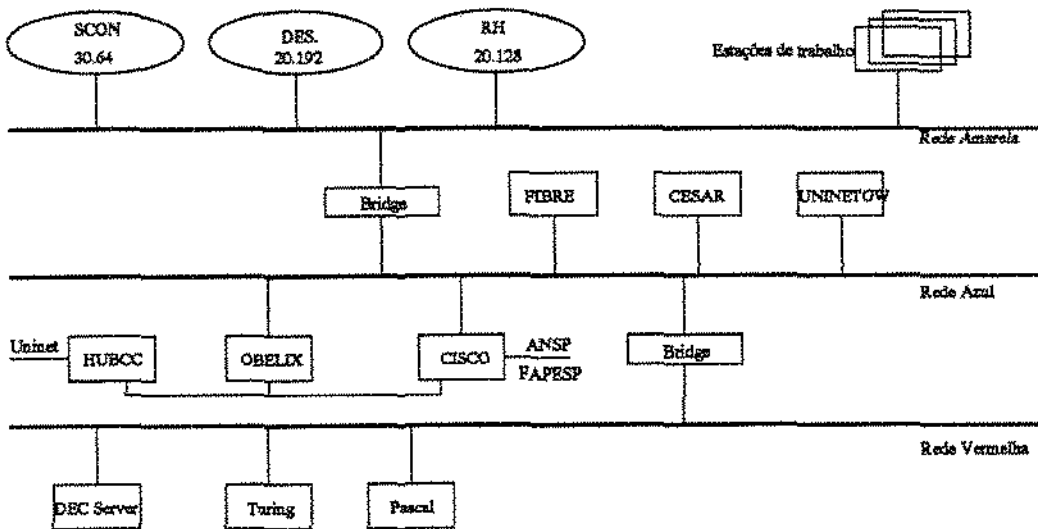 SCON
30.64
DES.
20.192
RH
20.128
Estações de trabalho
Rede Amarela
Bridge
FIBRE
CESAR
UNINETGW
Rede Azul
Uninet
HUBCC
OBELIX
CISCO
ANSP
FAPESP
Bridge
Rede Vermelha
DEC Server
Turing
Pascal